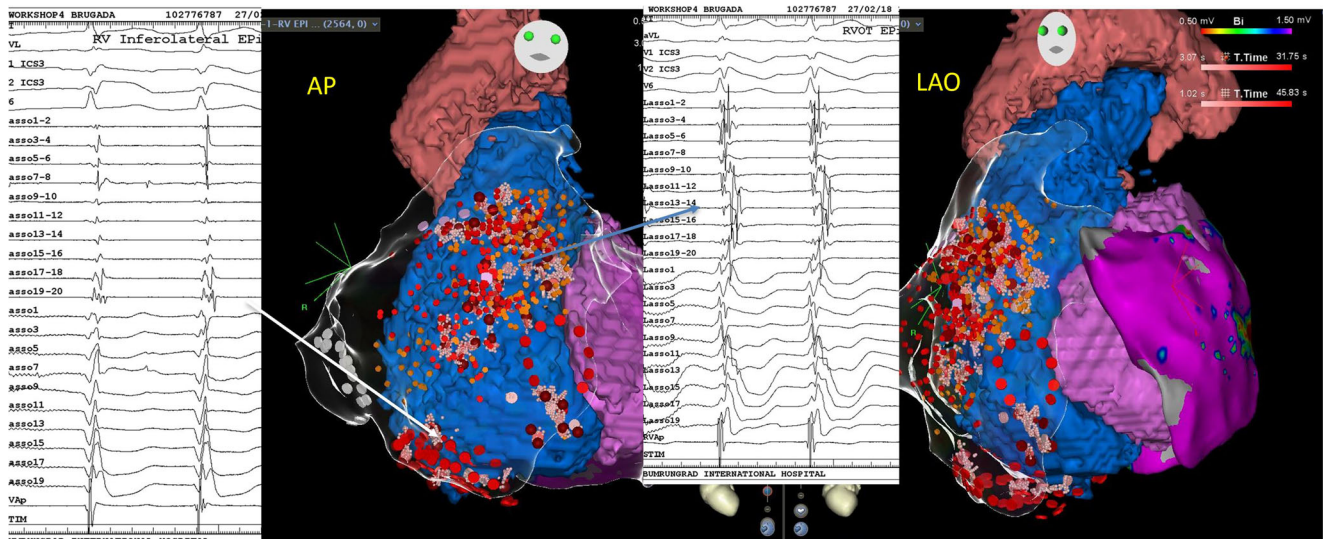 WORKSHOP4 BRUGADA 102776787 27/02
I
RV Inferolateral EPi
VL
1 ICS3
2 ICS3
6
asso1-2
asso3-4
asso5-6
asso7-8
asso9-10
asso11-12
asso13-14
asso15-16
asso17-18
asso19-20
asso1
asso3
asso5
asso7
asso9
asso11
asso13
asso15
asso17
asso19
VAp
TIM
-1-RV EPI ... (2564, 0)
AP
R
WORKSHOP4 BRUGADA 102776787 27/02/18
RVOT EP
aVL
V1 ICS3
V2 ICS3
V6
Lasso1-2
Lasso3-4
Lasso5-6
Lasso7-8
Lasso9-10
Lasso11-12
Lasso13-14
Lasso15-16
Lasso17-18
Lasso19-20
Lasso1
Lasso3
Lasso5
Lasso7
Lasso9
Lasso11
Lasso13
Lasso15
Lasso17
Lasso19
RVAp
STIM
BUMRUNGRAD INTERNATIONAL HOSPITAL
0)
LAO
R
0.50 mV Bi 1.50 mV
3.07 s T.Time 31.75 s
1.02 s T.Time 45.83 s